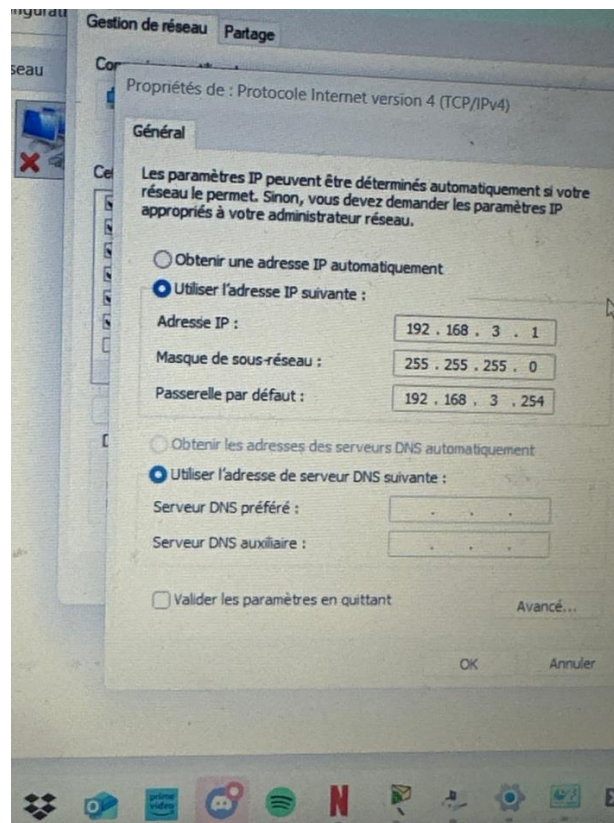 Gestion de réseau
Partage
seau
Propriétés de : Protocole Internet version 4 (TCP/IPv4)
Général
Les paramètres IP peuvent être déterminés automatiquement si votre
réseau le permet. Sinon, vous devez demander les paramètres IP
appropriés à votre administrateur réseau.
Obtenir une adresse IP automatiquement
Utiliser l'adresse IP suivante :
Adresse IP : 192 . 168 . 3 . 1
Masque de sous-réseau : 255 . 255 . 255 . 0
Passerelle par défaut : 192 . 168 . 3 . 254
Obtenir les adresses des serveurs DNS automatiquement
Utiliser l'adresse de serveur DNS suivante :
Serveur DNS préféré : . . .
Serveur DNS auxiliaire : . . .
Valider les paramètres en quittant
Avancé...
OK Annuler
prime video
N